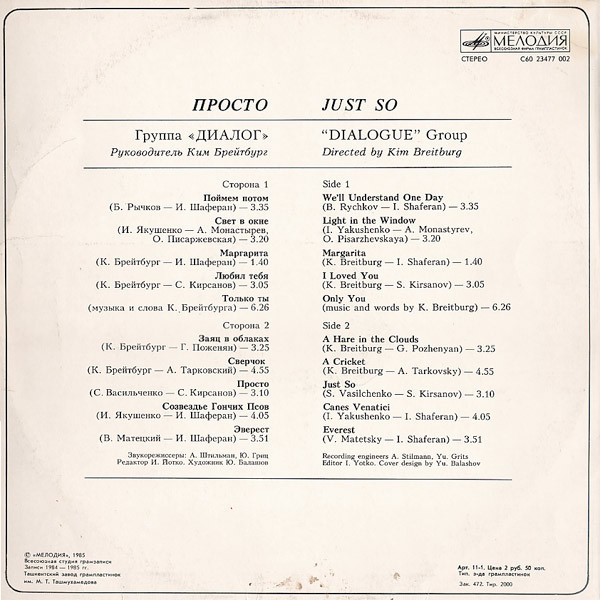 МИНИСТЕРСТВО КУЛЬТУРЫ СССР
МЕЛОДИЯ
ВСЕСОЮЗНАЯ ФИРМА ГРАМПЛАСТИНОК
СТЕРЕО С60 23477 002
ПРОСТО
Группа «ДИАЛОГ»
Руководитель Ким Брейтбург
Сторона 1
Поймем потом
(Б. Рычков — И. Шаферан) — 3.35
Свет в окне
(И. Якушенко — А. Монастырев,
О. Писаржевская) — 3.20
Маргарита
(К. Брейтбург — И. Шаферан) — 1.40
Любил тебя
(К. Брейтбург — С. Кирсанов) — 3.05
Только ты
(музыка и слова К. Брейтбурга) — 6.26
Сторона 2
Заяц в облаках
(К. Брейтбург — Г. Поженян) — 3.25
Сверчок
(К. Брейтбург — А. Тарковский) — 4.55
Просто
(С. Васильченко — С. Кирсанов) — 3.10
Созвездье Гончих Псов
(И. Якушенко — И. Шаферан) — 4.05
Эверест
(В. Матецкий — И. Шаферан) — 3.51
Звукорежиссеры: А. Штильман, Ю. Гриц
Редактор И. Йотко. Художник Ю. Балашов
JUST SO
“DIALOGUE” Group
Directed by Kim Breitburg
Side 1
We'll Understand One Day
(B. Rychkov — I. Shaferan) — 3.35
Light in the Window
(I. Yakushenko — A. Monastyrev,
O. Pisarzhevskaya) — 3.20
Margarita
(K. Breitburg — I. Shaferan) — 1.40
I Loved You
(K. Breitburg — S. Kirsanov) — 3.05
Only You
(music and words by K. Breitburg) — 6.26
Side 2
A Hare in the Clouds
(K. Breitburg — G. Pozhenyan) — 3.25
A Cricket
(K. Breitburg — A. Tarkovsky) — 4.55
Just So
(S. Vasilchenko — S. Kirsanov) — 3.10
Canes Venatici
(I. Yakushenko — I. Shaferan) — 4.05
Everest
(V. Matetsky — I. Shaferan) — 3.51
Recording engineers A. Stilmann, Yu. Grits
Editor I. Yotko. Cover design by Yu. Balashov
© «МЕЛОДИЯ», 1985
Всесоюзная студия грамзаписи
Записи 1984 — 1985 гг.
Ташкентский завод грампластинок
им. М. Т. Ташмухамедова
Арт. 11-1. Цена 2 руб. 50 коп.
Тип. з-да грампластинок
Зак. 472. Тир. 2000